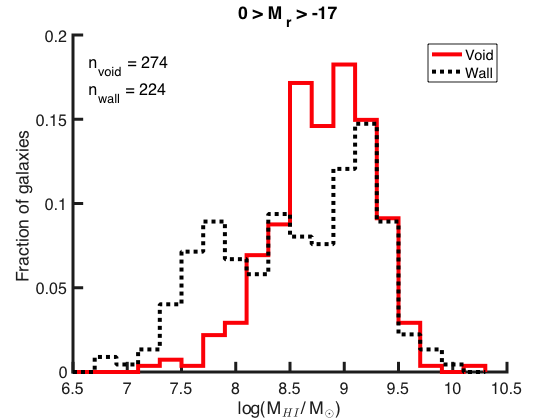 0 > M_r > -17
n_void = 274
n_wall = 224
Void
Wall
Fraction of galaxies
0.2
0.15
0.1
0.05
0
6.5 7 7.5 8 8.5 9 9.5 10 10.5
log(M_HI/M_☉)